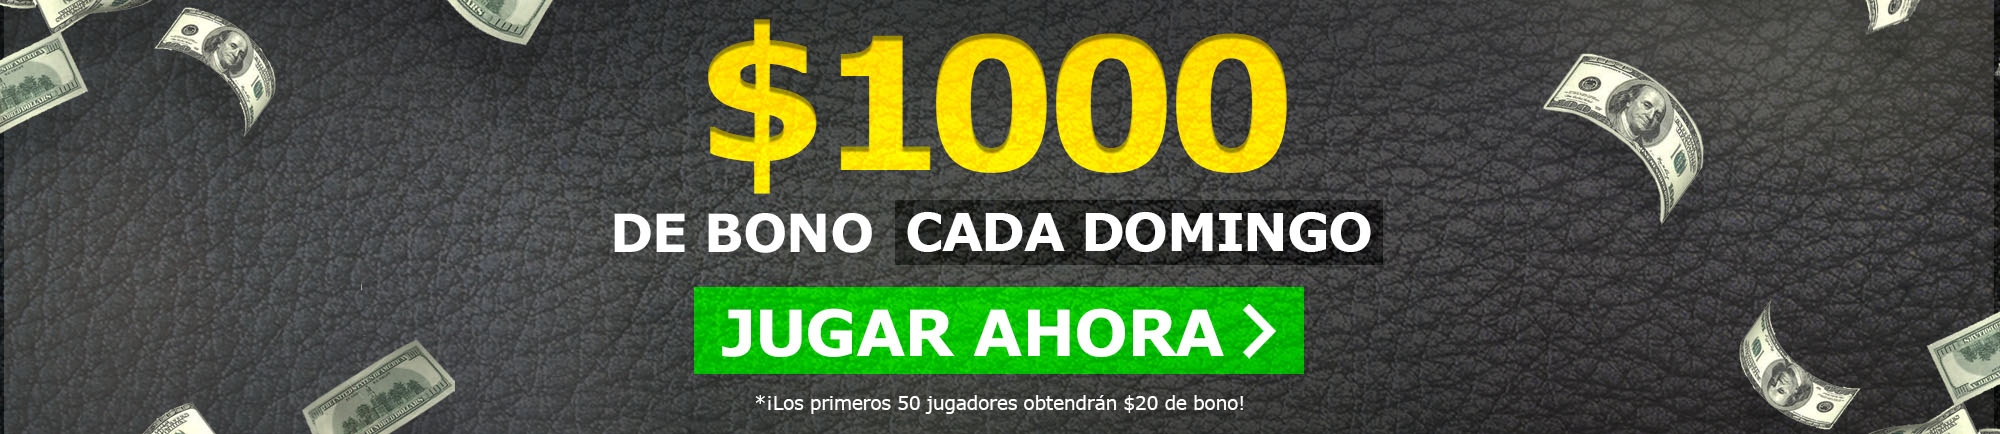 $1000
DE BONO CADA DOMINGO
JUGAR AHORA >
*¡Los primeros 50 jugadores obtendrán $20 de bono!